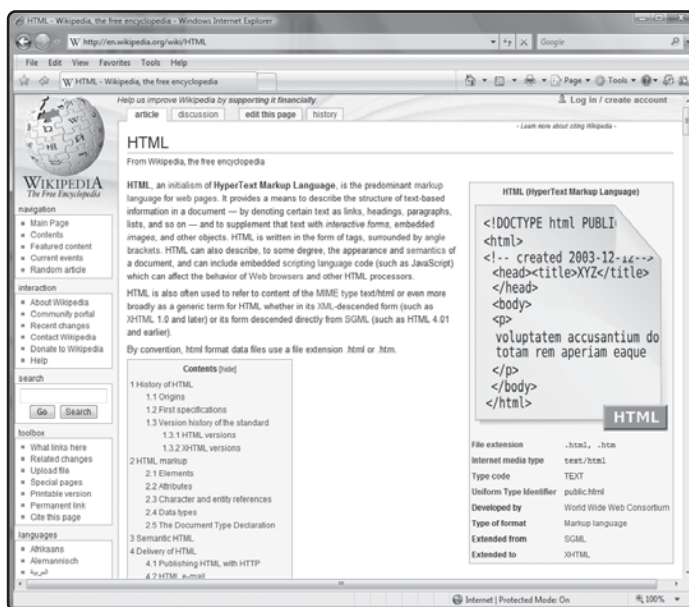 HTML - Wikipedia, the free encyclopedia - Windows Internet Explorer
W http://en.wikipedia.org/wiki/HTML
Google
File Edit View Favorites Tools Help
W HTML - Wikipedia, the free encyclopedia
Page Tools
Help us improve Wikipedia by supporting it financially.
Log in / create account
article discussion edit this page history
- Learn more about citing Wikipedia -
HTML
From Wikipedia, the free encyclopedia
WIKIPEDIA
The Free Encyclopedia
navigation
Main Page
Contents
Featured content
Current events
Random article
interaction
About Wikipedia
Community portal
Recent changes
Contact Wikipedia
Donate to Wikipedia
Help
search
Go Search
toolbox
What links here
Related changes
Upload file
Special pages
Printable version
Permanent link
Cite this page
languages
Afrikaans
Alemannisch
العربية
HTML, an initialism of HyperText Markup Language, is the predominant markup
language for web pages. It provides a means to describe the structure of text-based
information in a document — by denoting certain text as links, headings, paragraphs,
lists, and so on — and to supplement that text with interactive forms, embedded
images, and other objects. HTML is written in the form of tags, surrounded by angle
brackets. HTML can also describe, to some degree, the appearance and semantics of
a document, and can include embedded scripting language code (such as JavaScript)
which can affect the behavior of Web browsers and other HTML processors.
HTML is also often used to refer to content of the MIME type text/html or even more
broadly as a generic term for HTML whether in its XML-descended form (such as
XHTML 1.0 and later) or its form descended directly from SGML (such as HTML 4.01
and earlier).
By convention, html format data files use a file extension .html or .htm.
Contents [hide]
1 History of HTML
1.1 Origins
1.2 First specifications
1.3 Version history of the standard
1.3.1 HTML versions
1.3.2 XHTML versions
2 HTML markup
2.1 Elements
2.2 Attributes
2.3 Character and entity references
2.4 Data types
2.5 The Document Type Declaration
3 Semantic HTML
4 Delivery of HTML
4.1 Publishing HTML with HTTP
4.2 HTML e-mail
HTML (HyperText Markup Language)
<!DOCTYPE html PUBLI
<html>
<!-- created 2003-12-12-->
<head><title>XYZ</title>
</head>
<body>
<p>
voluptatem accusantium do
totam rem aperiam eaque
</p>
</body>
</html>
HTML
File extension .html, .htm
Internet media type text/html
Type code TEXT
Uniform Type Identifier public.html
Developed by World Wide Web Consortium
Type of format Markup language
Extended from SGML
Extended to XHTML
Internet | Protected Mode: On
100%